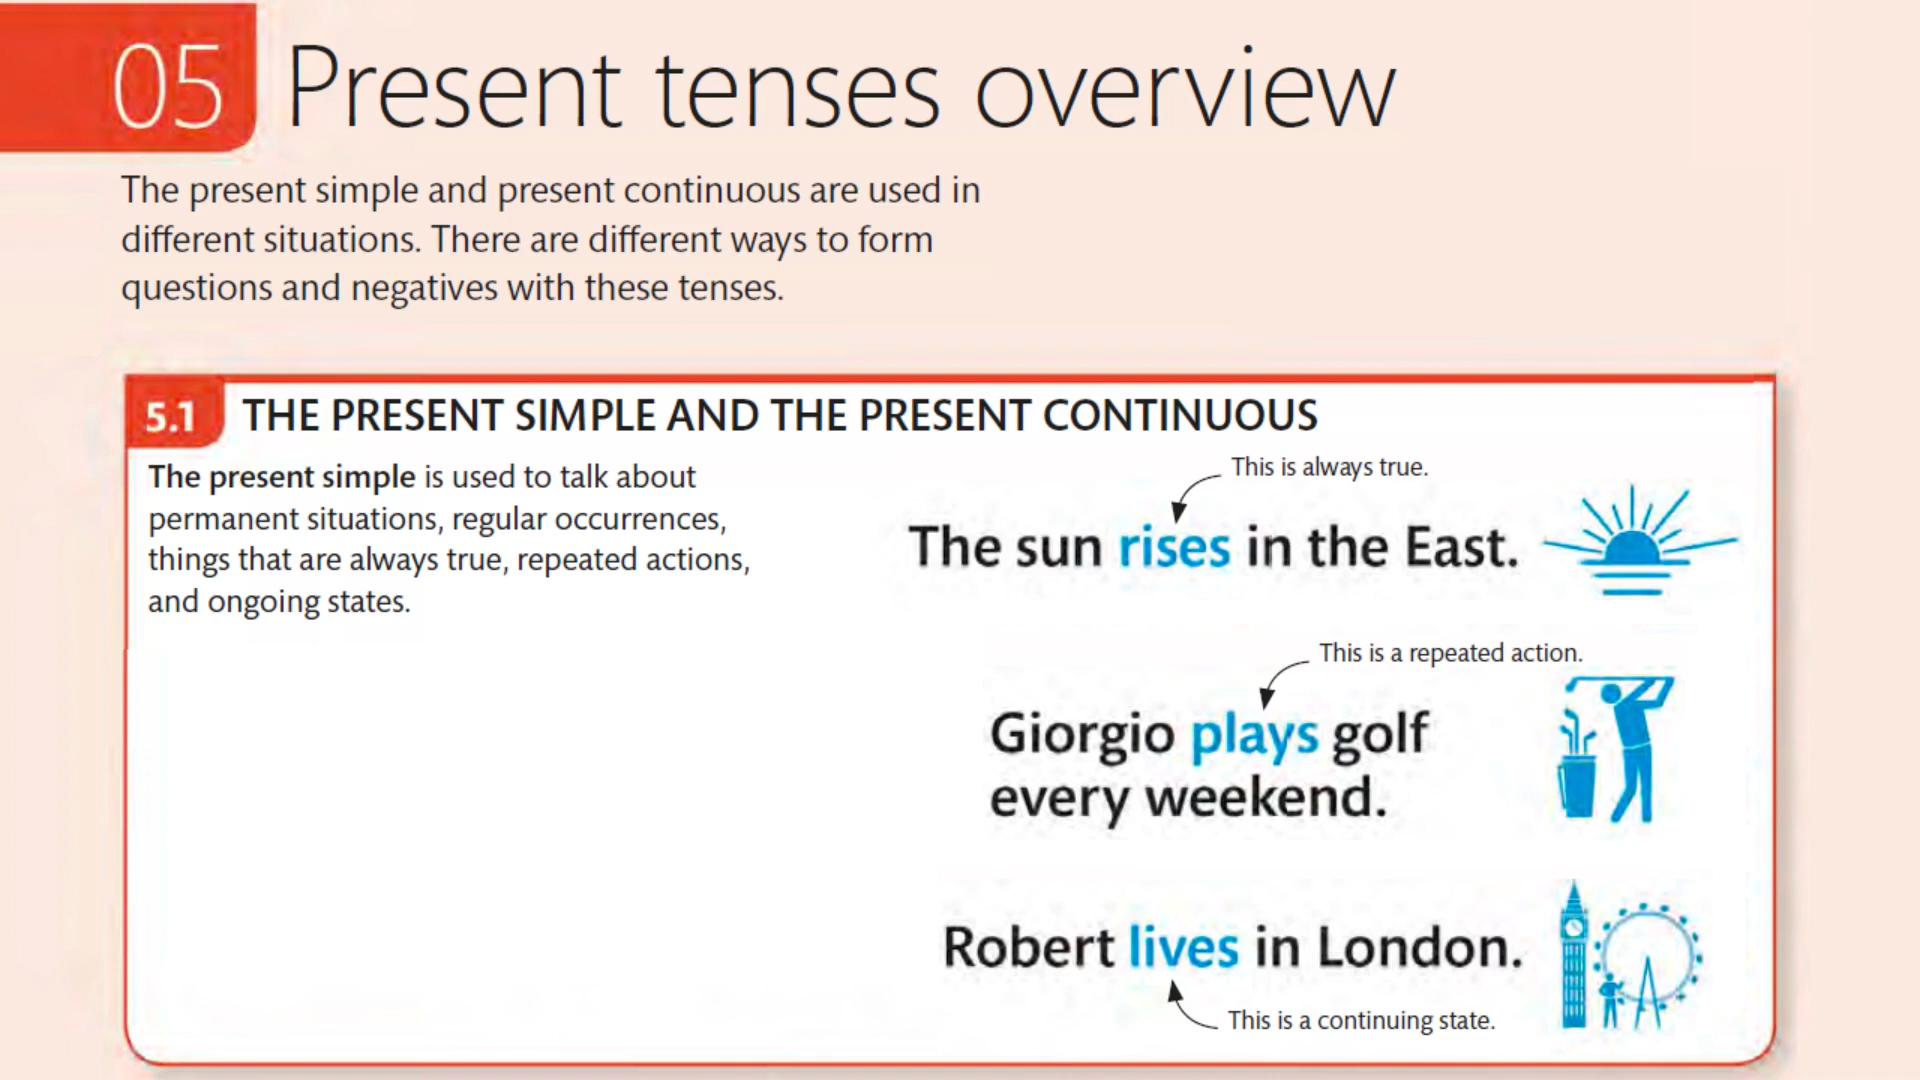 05 Present tenses overview
The present simple and present continuous are used in
different situations. There are different ways to form
questions and negatives with these tenses.
5.1 THE PRESENT SIMPLE AND THE PRESENT CONTINUOUS
The present simple is used to talk about
permanent situations, regular occurrences,
things that are always true, repeated actions,
and ongoing states.
This is always true.
The sun rises in the East.
This is a repeated action.
Giorgio plays golf
every weekend.
Robert lives in London.
This is a continuing state.